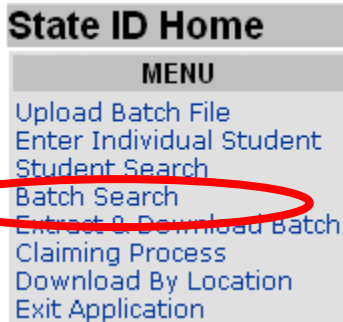 State ID Home
MENU
Upload Batch File
Enter Individual Student
Student Search
Batch Search
Extract & Download Batch
Claiming Process
Download By Location
Exit Application